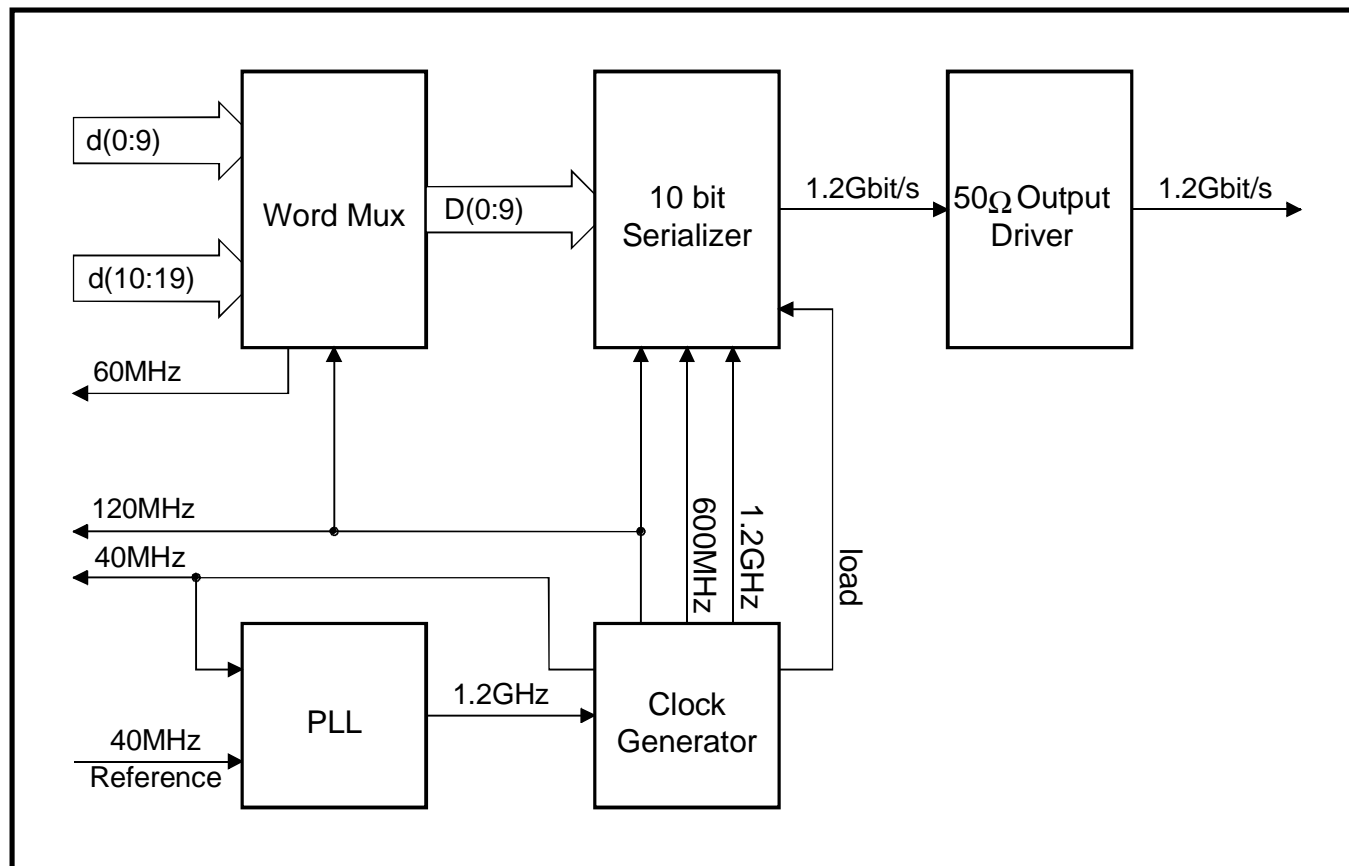 d(0:9)
d(10:19)
Word Mux
D(0:9)
10 bit
Serializer
1.2Gbit/s
50Ω Output
Driver
1.2Gbit/s
60MHz
120MHz
40MHz
600MHz
1.2GHz
load
PLL
1.2GHz
Clock
Generator
40MHz
Reference